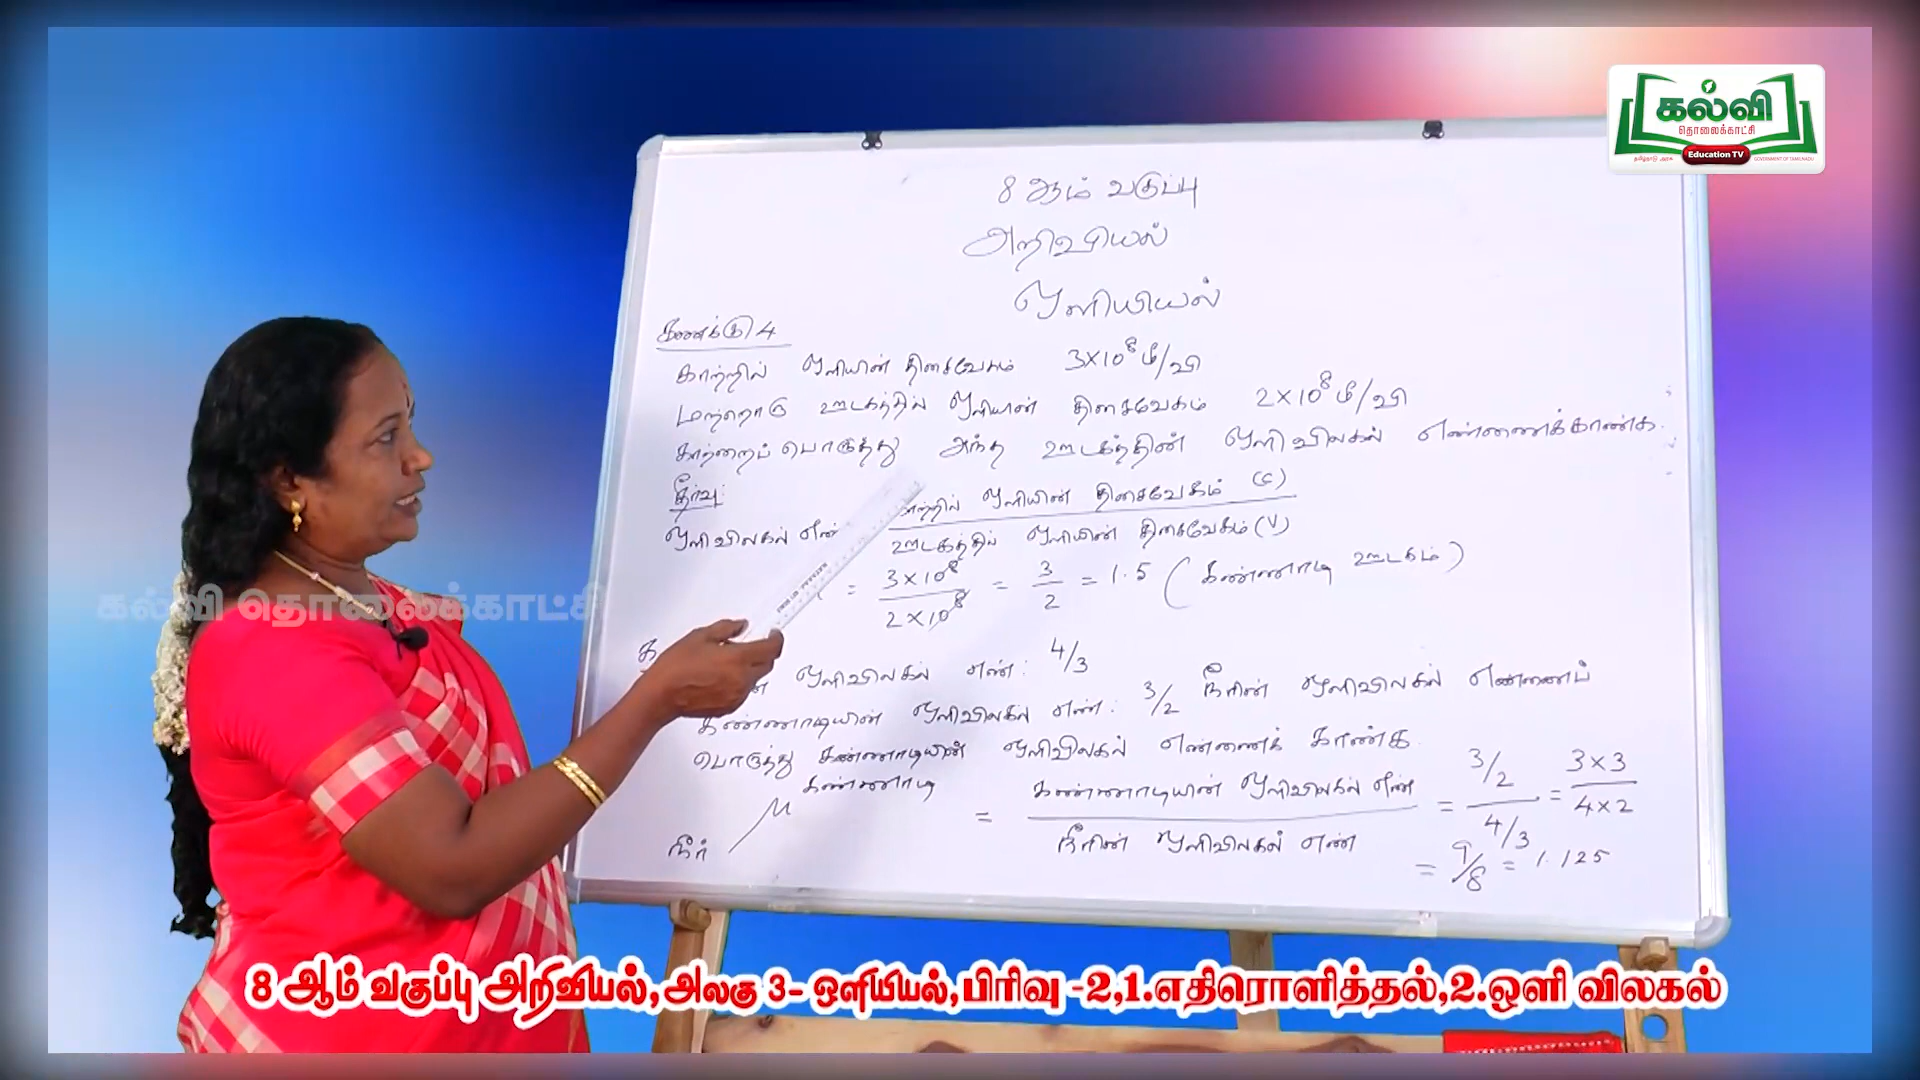 கல்வி
தொலைக்காட்சி
தமிழ்நாடு அரசு Education TV GOVERNMENT OF TAMILNADU
8 ஆம் வகுப்பு
அறிவியல்
ஒளியியல்
கணக்கு 4
காற்றில் ஒளியின் திசைவேகம் 3×10⁸ மீ/வி
மற்றொரு ஊடகத்தில் ஒளியின் திசைவேகம் 2×10⁸ மீ/வி
காற்றைப் பொருத்து அந்த ஊடகத்தின் ஒளிவிலகல் எண்ணைக்காண்க.
தீர்வு:
காற்றில் ஒளியின் திசைவேகம் (c)
ஒளிவிலகல் எண்
ஊடகத்தில் ஒளியின் திசைவேகம் (V)
= 3×10⁸ / 2×10⁸ = 3/2 = 1.5 (கண்ணாடி ஊடகம்)
ஒளிவிலகல் எண்: 4/3
கண்ணாடியின் ஒளிவிலகல் எண்: 3/2 நீரின் ஒளிவிலகல் எண்ணைப்
பொருத்து கண்ணாடியின் ஒளிவிலகல் எண்ணைக் காண்க.
நீர் / μ கண்ணாடி = கண்ணாடியின் ஒளிவிலகல் எண் / நீரின் ஒளிவிலகல் எண் = 3/2 / 4/3 = 3×3 / 4×2
= 9/8 = 1.125
கல்வி தொலைக்காட்சி
8 ஆம் வகுப்பு அறிவியல்,அலகு 3- ஒளியியல்,பிரிவு -2,1.எதிரொளித்தல்,2.ஒளி விலகல்